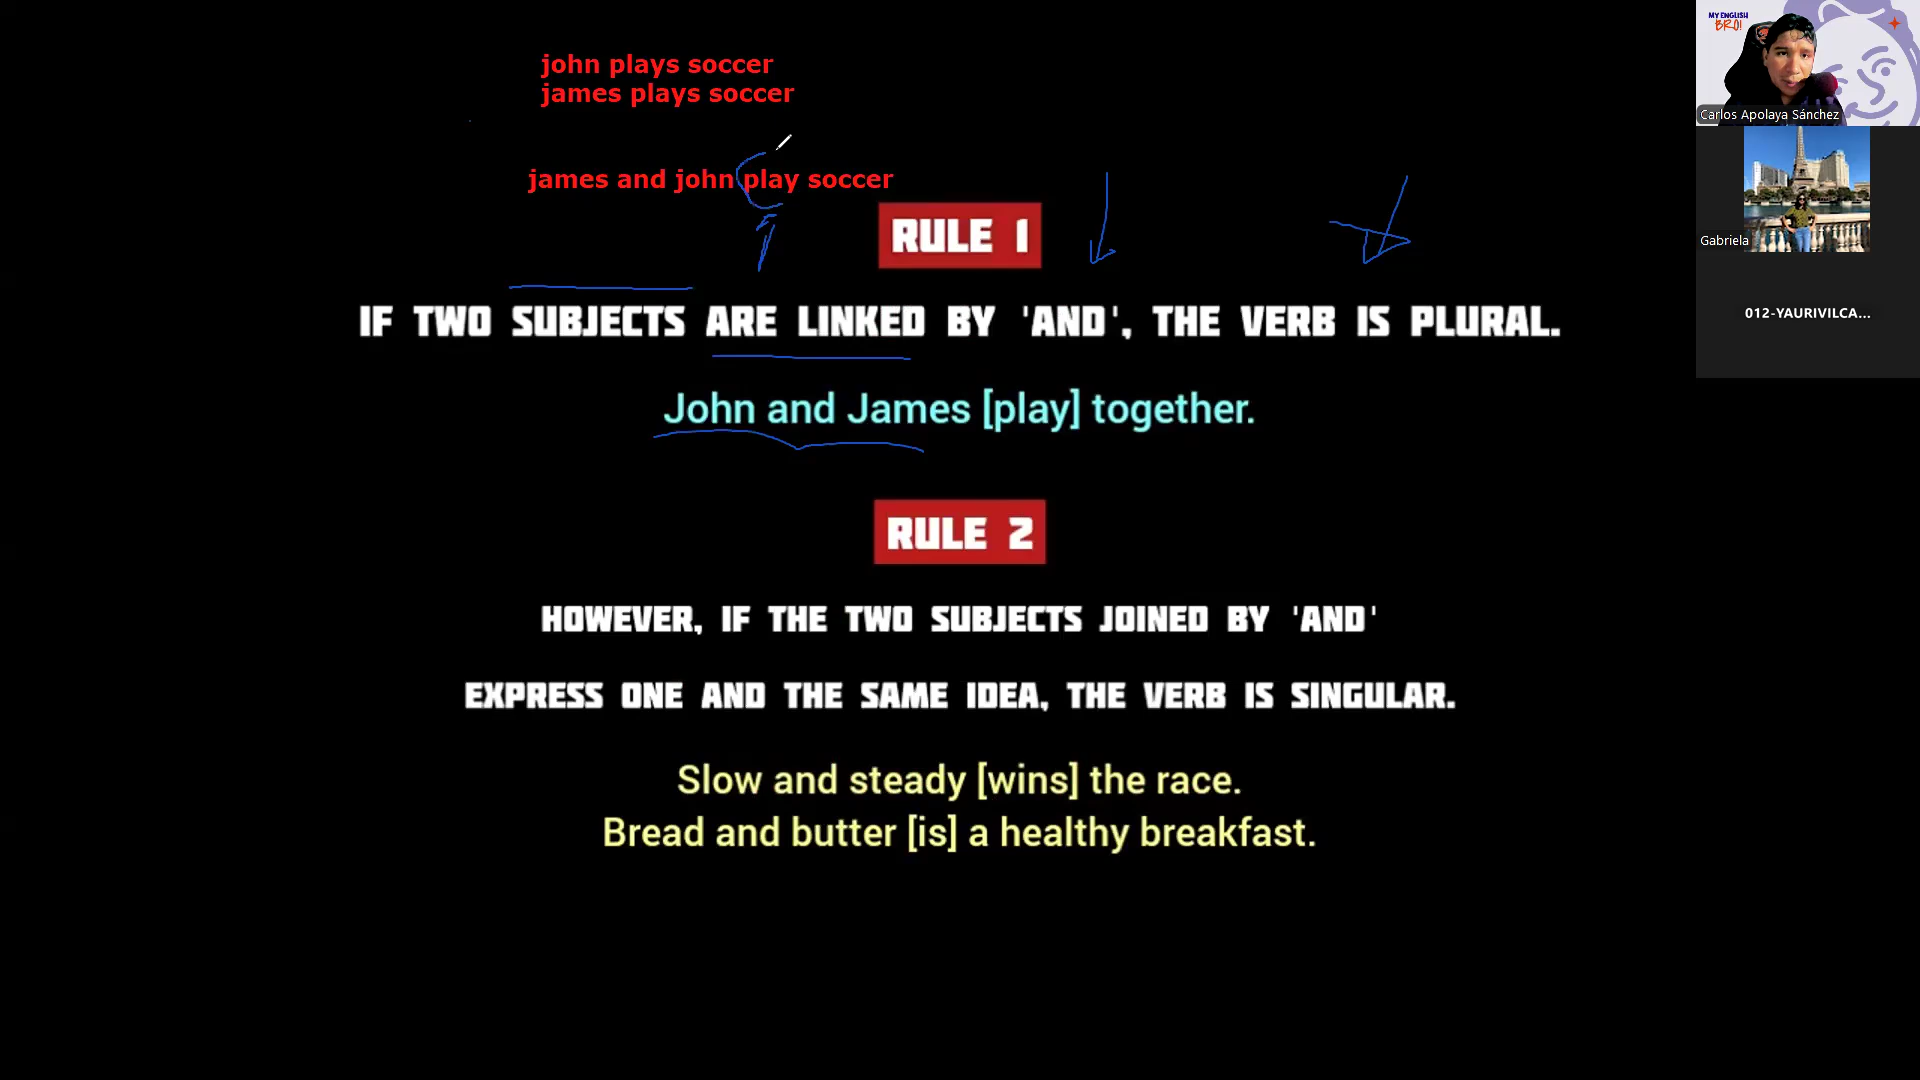 john plays soccer
james plays soccer
james and john play soccer
RULE 1
IF TWO SUBJECTS ARE LINKED BY 'AND', THE VERB IS PLURAL.
John and James [play] together.
RULE 2
HOWEVER, IF THE TWO SUBJECTS JOINED BY 'AND'
EXPRESS ONE AND THE SAME IDEA, THE VERB IS SINGULAR.
Slow and steady [wins] the race.
Bread and butter [is] a healthy breakfast.
MY ENGLISH
BRO!
Carlos Apolaya Sánchez
Gabriela
012-YAURIVILCA...